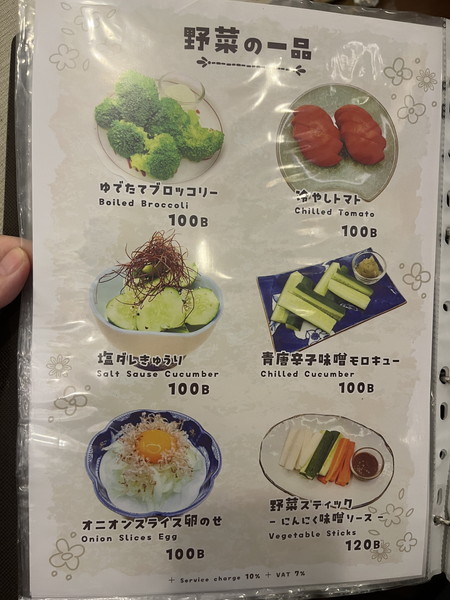 野菜の一品
ゆでたてブロッコリー
Boiled Broccoli
100B
冷やしトマト
Chilled Tomato
100B
塩ダレきゅうり
Salt Sause Cucumber
100B
青唐辛子味噌モロキュー
Chilled Cucumber
100B
オニオンスライス卵のせ
Onion Slices Egg
100B
野菜スティック
- にんにく味噌ソース -
Vegetable Sticks
120B
+ Service charge 10% + VAT 7%